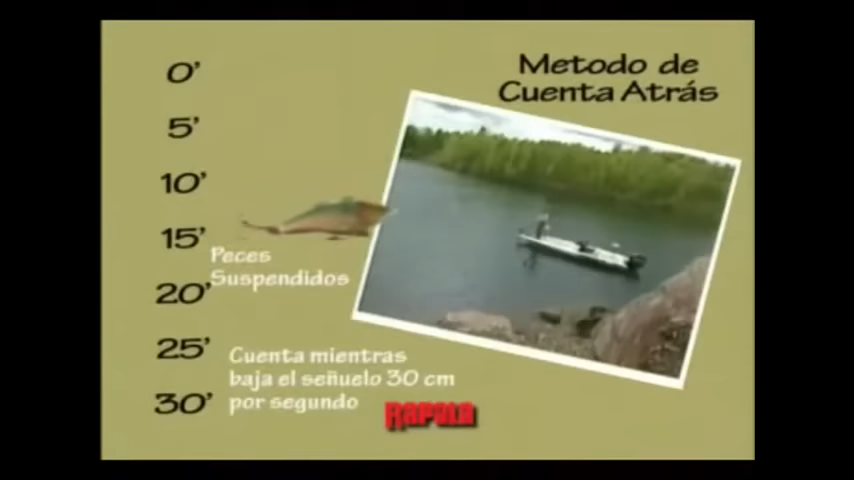 Metodo de
Cuenta Atrás
0'
5'
10'
15'
Peces
Suspendidos
20'
25'
Cuenta mientras
baja el señuelo 30 cm
por segundo
30'
RAPALA